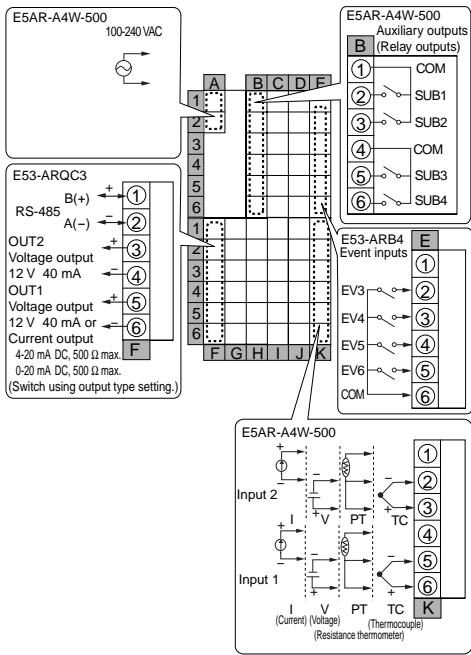 E5AR-A4W-500
100-240 VAC
E5AR-A4W-500
Auxiliary outputs
(Relay outputs)
B
1 COM
2 SUB1
3 SUB2
4 COM
5 SUB3
6 SUB4
A B C D E
1
2
3
4
5
6
1
2
3
4
5
6
F G H I J K
E53-ARQC3
RS-485
B(+) + 1
A(−) − 2
OUT2
Voltage output
12 V 40 mA
+ 3
− 4
OUT1
Voltage output
12 V 40 mA or
Current output
+ 5
− 6
F
4-20 mA DC, 500 Ω max.
0-20 mA DC, 500 Ω max.
(Switch using output type setting.)
E53-ARB4
Event inputs
E
1
EV3 2
EV4 3
EV5 4
EV6 5
COM 6
E5AR-A4W-500
Input 2
+ − + − +
I V PT TC
1
2
3
Input 1
+ − + − +
4
5
6
I V PT TC K
(Current) (Voltage) (Thermocouple)
(Resistance thermometer)